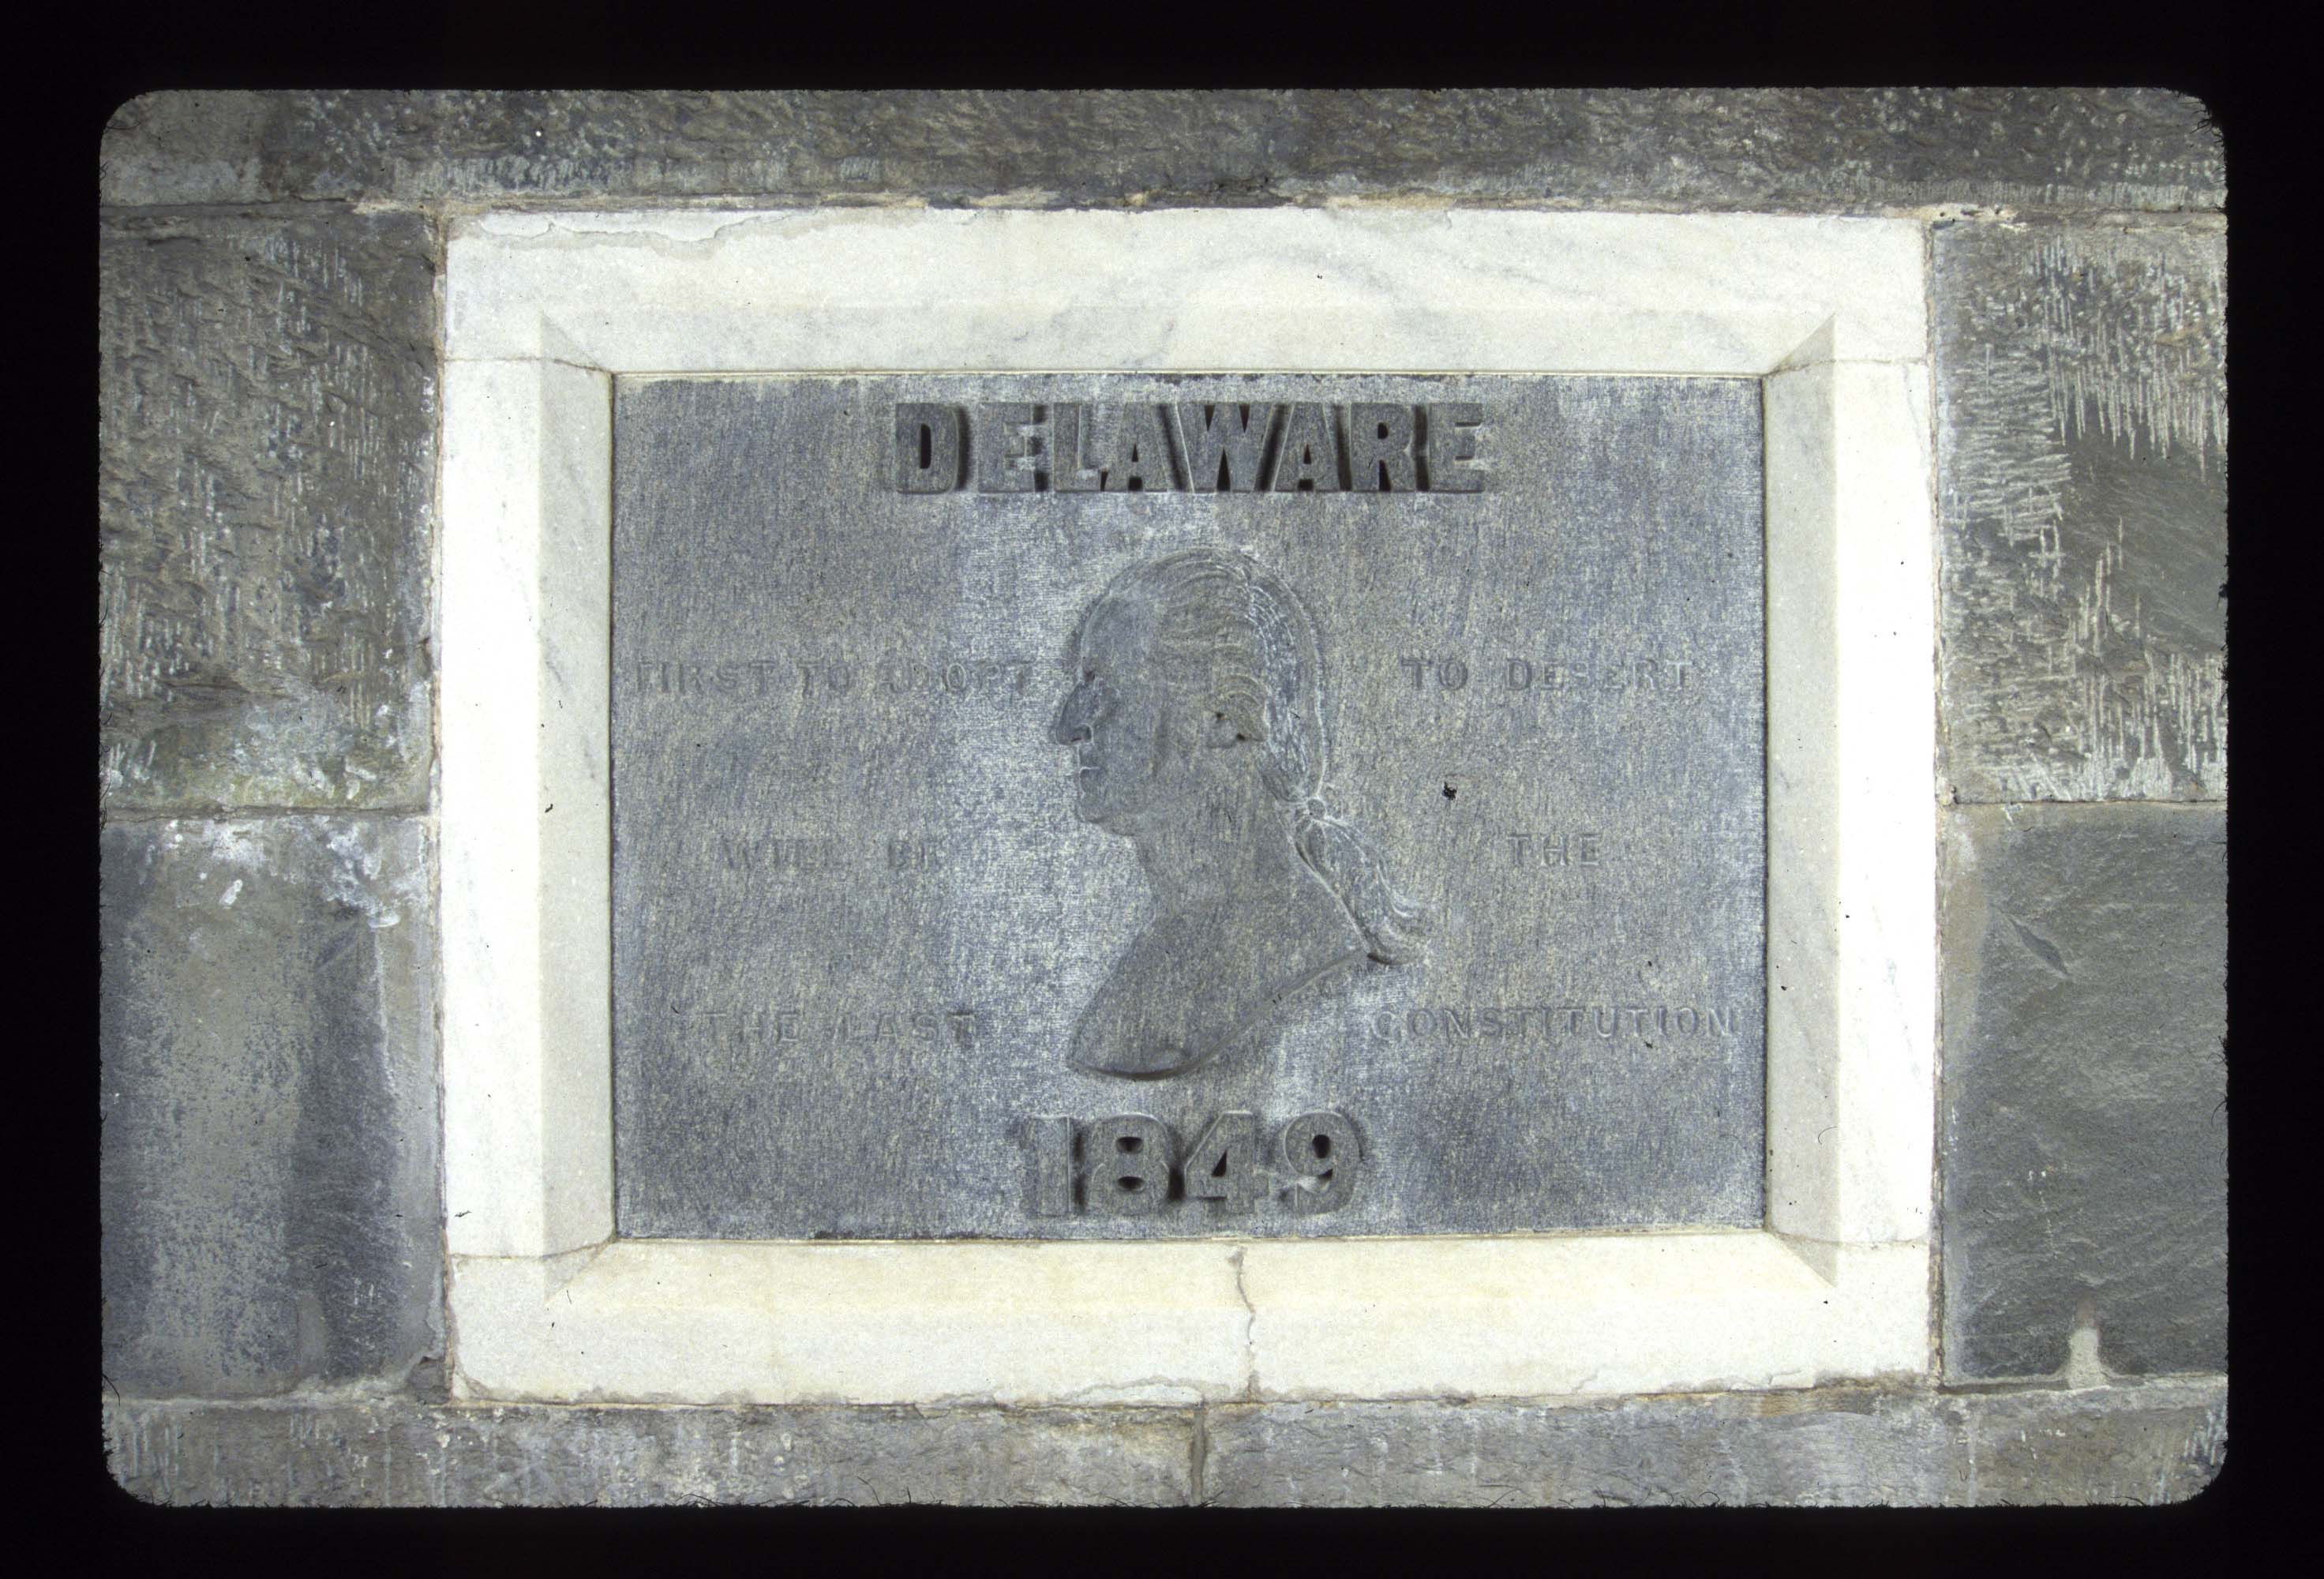 DELAWARE
FIRST TO ADOPT TO DESERT
WILL BE THE
THE LAST CONSTITUTION
1849